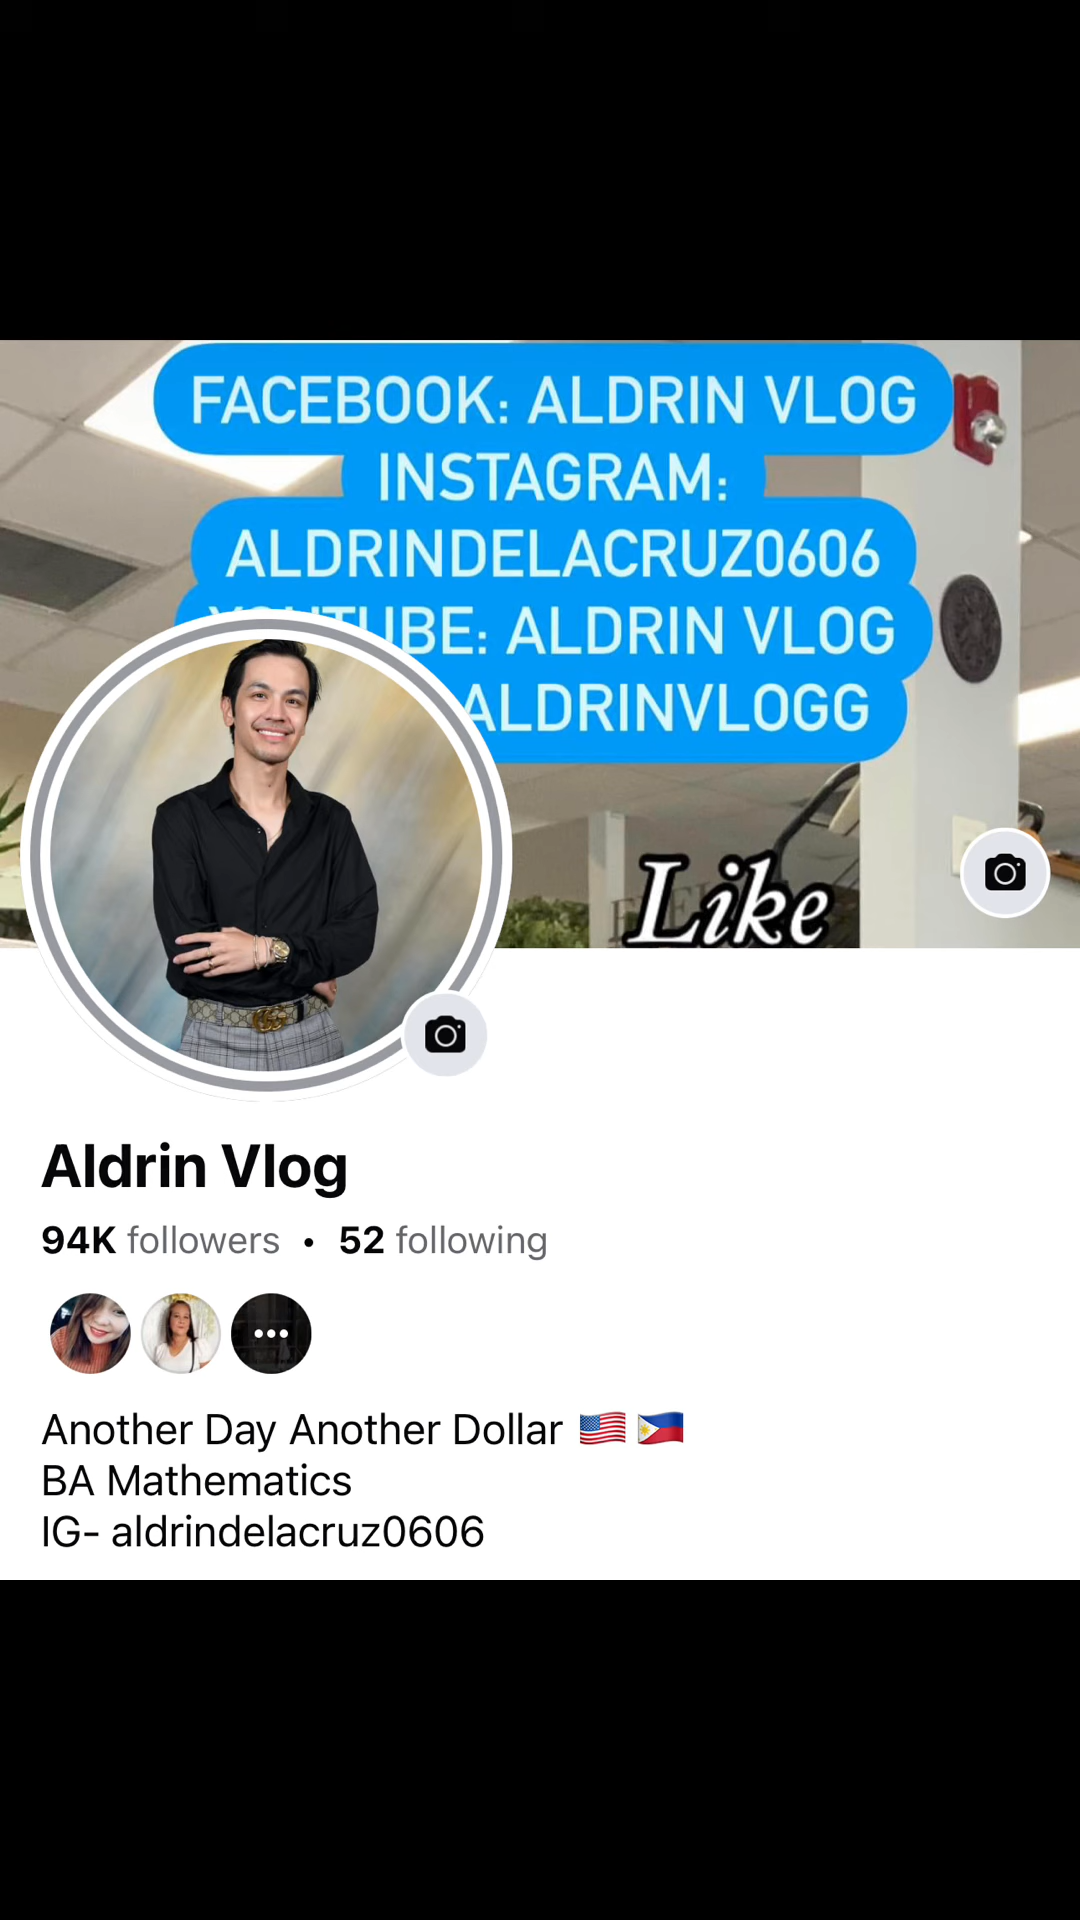 FACEBOOK: ALDRIN VLOG
INSTAGRAM:
ALDRINDELACRUZ0606
YOUTUBE: ALDRIN VLOG
ALDRINVLOGG
Like
Aldrin Vlog
94K followers • 52 following
Another Day Another Dollar 🇺🇸 🇵🇭
BA Mathematics
IG- aldrindelacruz0606